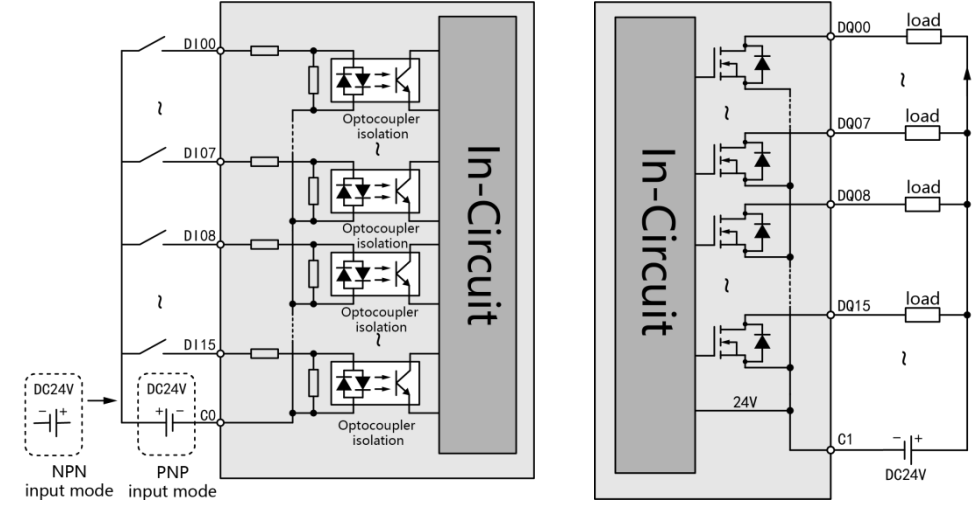 DI00
Optocoupler
isolation
DI07
Optocoupler
isolation
DI08
Optocoupler
isolation
DI15
Optocoupler
isolation
C0
DC24V
- +
NPN
input mode
DC24V
+ -
PNP
input mode
In-Circuit
In-Circuit
DQ00
load
DQ07
load
DQ08
load
DQ15
load
24V
C1
- +
DC24V